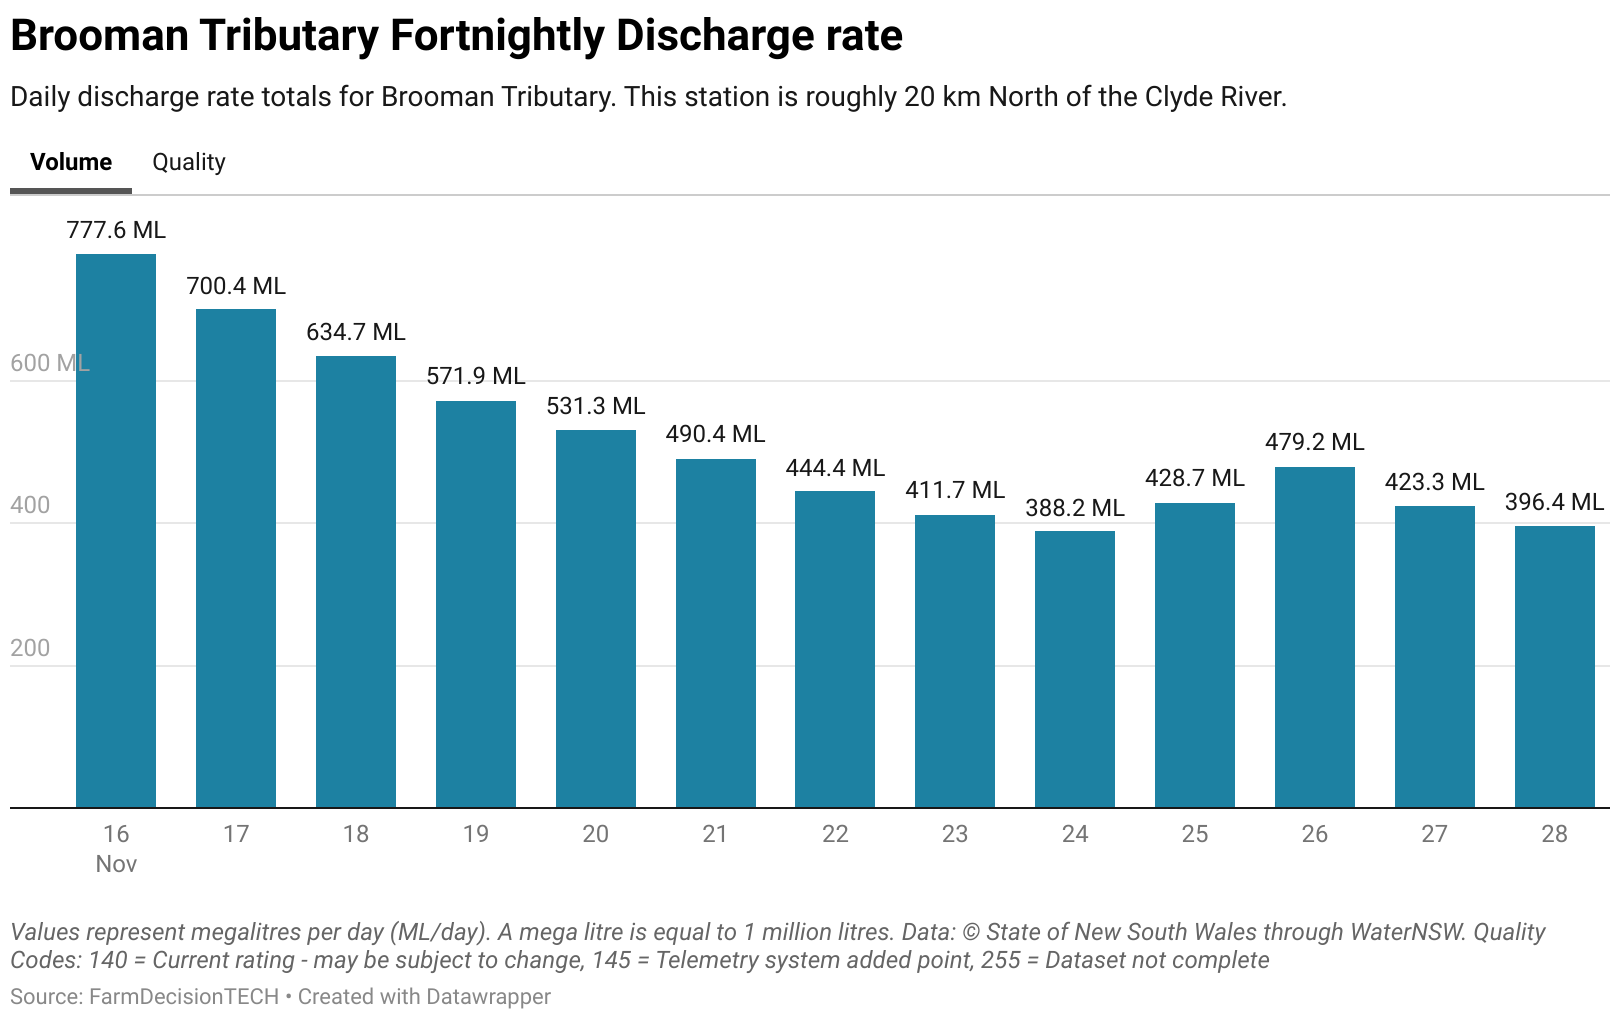 Brooman Tributary Fortnightly Discharge rate
Daily discharge rate totals for Brooman Tributary. This station is roughly 20 km North of the Clyde River.
Volume Quality
777.6 ML
700.4 ML
634.7 ML
600 ML
571.9 ML
531.3 ML
490.4 ML
444.4 ML
411.7 ML
388.2 ML
428.7 ML
479.2 ML
423.3 ML
396.4 ML
400
200
16 17 18 19 20 21 22 23 24 25 26 27 28
Nov
Values represent megalitres per day (ML/day). A mega litre is equal to 1 million litres. Data: © State of New South Wales through WaterNSW. Quality
Codes: 140 = Current rating - may be subject to change, 145 = Telemetry system added point, 255 = Dataset not complete
Source: FarmDecisionTECH • Created with Datawrapper